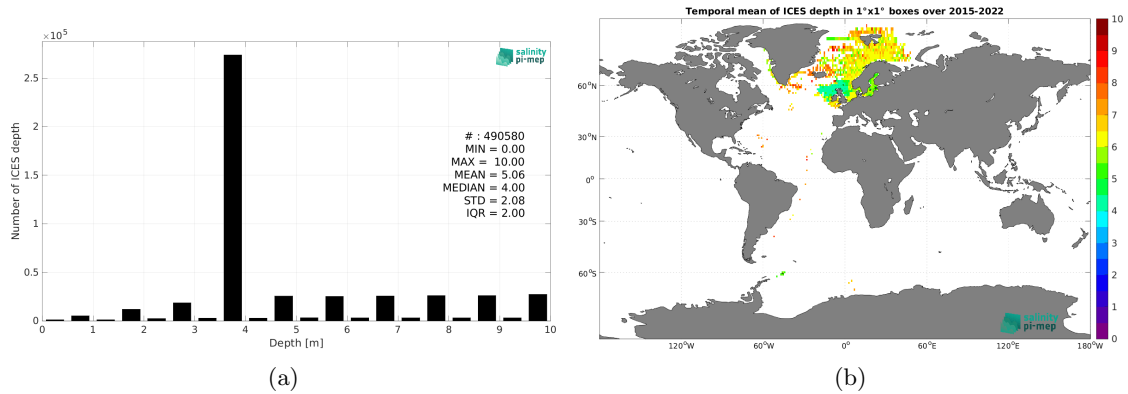 ×10^5
salinity
pi-mep
2.5
2
1.5
1
0.5
0
# : 490580
MIN = 0.00
MAX = 10.00
MEAN = 5.06
MEDIAN = 4.00
STD = 2.08
IQR = 2.00
Number of ICES depth
0 1 2 3 4 5 6 7 8 9 10
Depth [m]
(a)
Temporal mean of ICES depth in 1°x1° boxes over 2015-2022
60°N
30°N
0°
30°S
60°S
120°W 60°W 0° 60°E 120°E 180°W
salinity
pi-mep
10
9
8
7
6
5
4
3
2
1
0
(b)